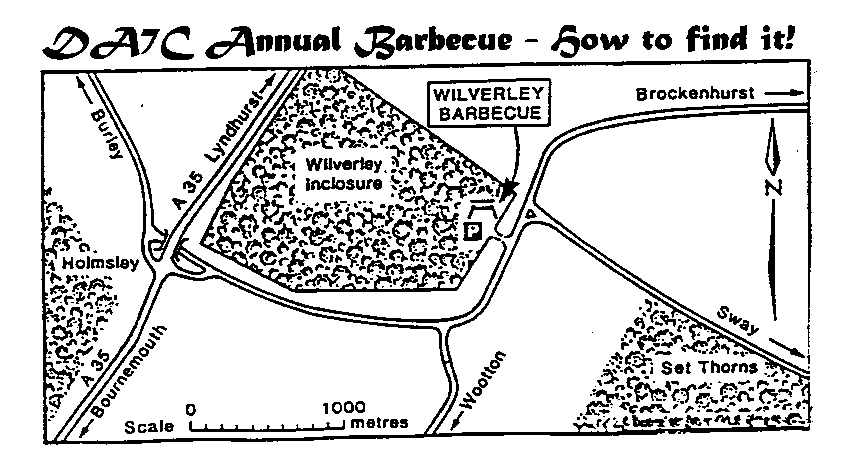 DATC Annual Barbecue - How to find it!
WILVERLEY
BARBECUE
Brockenhurst
Burley
A 35 Lyndhurst
Wilverley
inclosure
N
P
Holmsley
Sway
A 35
Bournemouth
Wootton
Set Thorns
0 1000
Scale metres